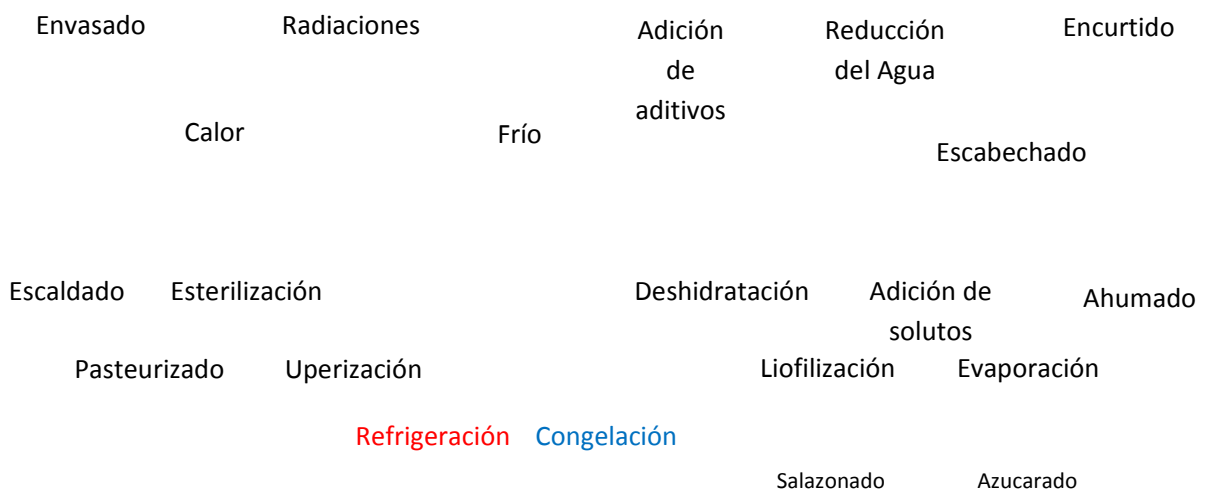 Envasado
Radiaciones
Adición
de
aditivos
Reducción
del Agua
Encurtido
Calor
Frío
Escabechado
Escaldado
Esterilización
Deshidratación
Adición de
solutos
Ahumado
Pasteurizado
Uperización
Liofilización
Evaporación
Refrigeración
Congelación
Salazonado
Azucarado